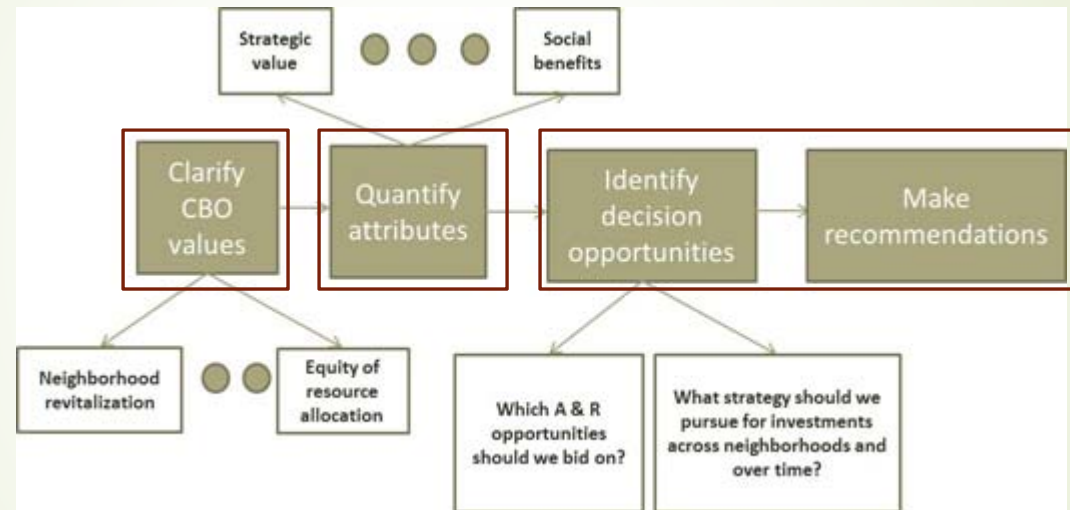 Strategic
value
Social
benefits
Clarify
CBO
values
Quantify
attributes
Identify
decision
opportunities
Make
recommendations
Neighborhood
revitalization
Equity of
resource
allocation
Which A & R
opportunities
should we bid on?
What strategy should we
pursue for investments
across neighborhoods and
over time?